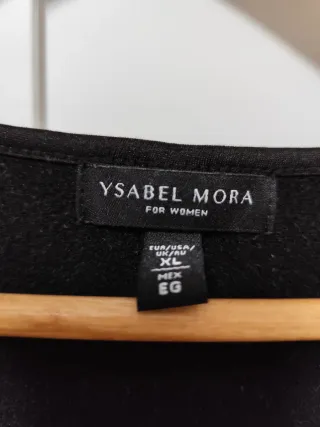 YSABEL MORA
FOR WOMEN
EUR/USA/
UK/AU
XL
MEX
EG